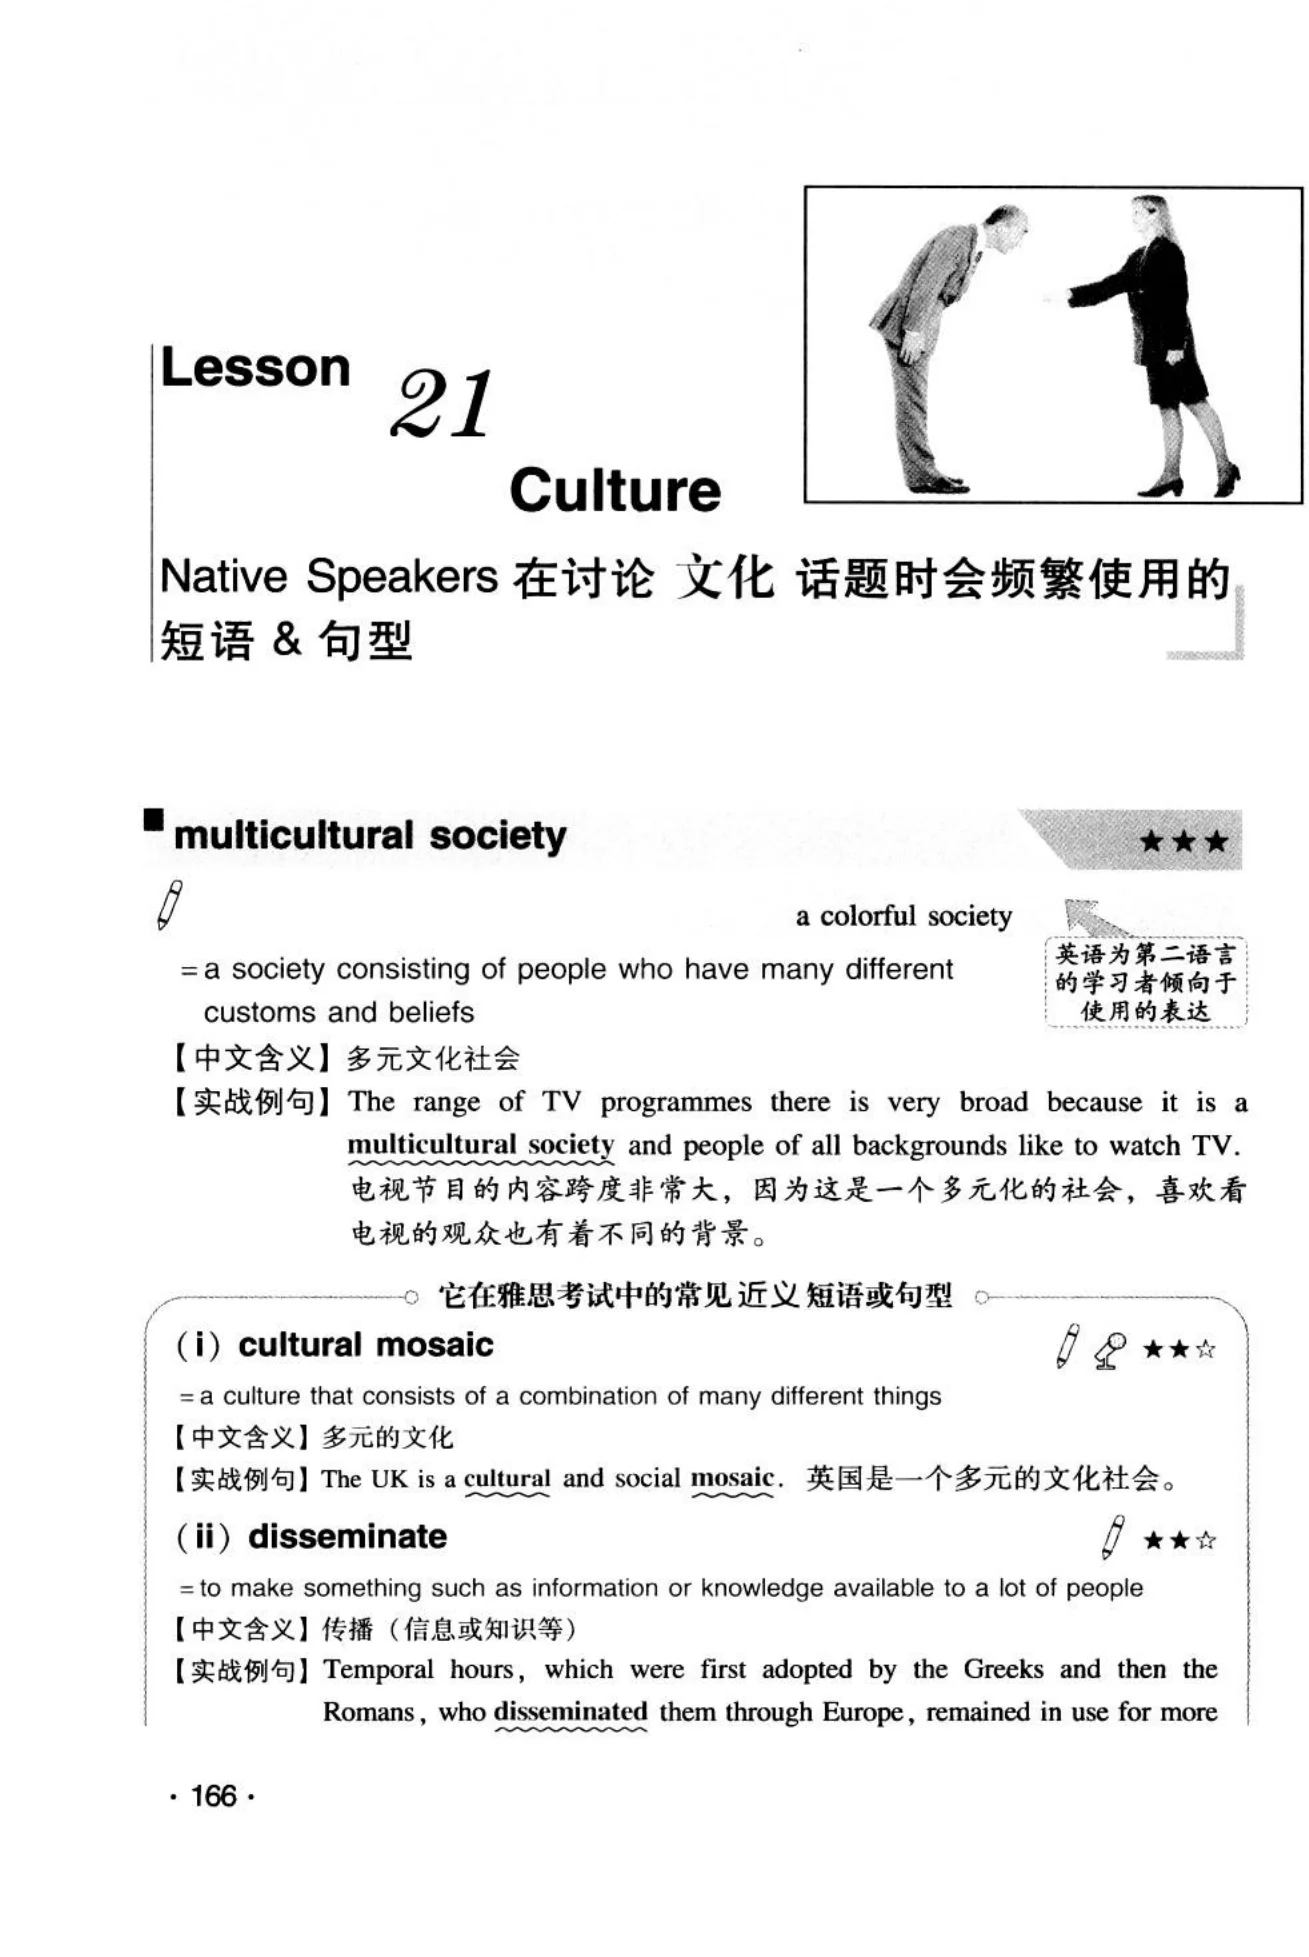 Lesson 21
Culture
Native Speakers 在讨论 文化 话题时会频繁使用的
短语 & 句型
■ multicultural society ★★★
a colorful society
英语为第二语言
的学习者倾向于
使用的表达
= a society consisting of people who have many different
customs and beliefs
【中文含义】多元文化社会
【实战例句】The range of TV programmes there is very broad because it is a
multicultural society and people of all backgrounds like to watch TV.
电视节目的内容跨度非常大，因为这是一个多元化的社会，喜欢看
电视的观众也有着不同的背景。
它在雅思考试中的常见近义短语或句型
(i) cultural mosaic ★★☆
= a culture that consists of a combination of many different things
【中文含义】多元的文化
【实战例句】The UK is a cultural and social mosaic. 英国是一个多元的文化社会。
(ii) disseminate ★★☆
= to make something such as information or knowledge available to a lot of people
【中文含义】传播（信息或知识等）
【实战例句】Temporal hours, which were first adopted by the Greeks and then the
Romans, who disseminated them through Europe, remained in use for more
· 166 ·